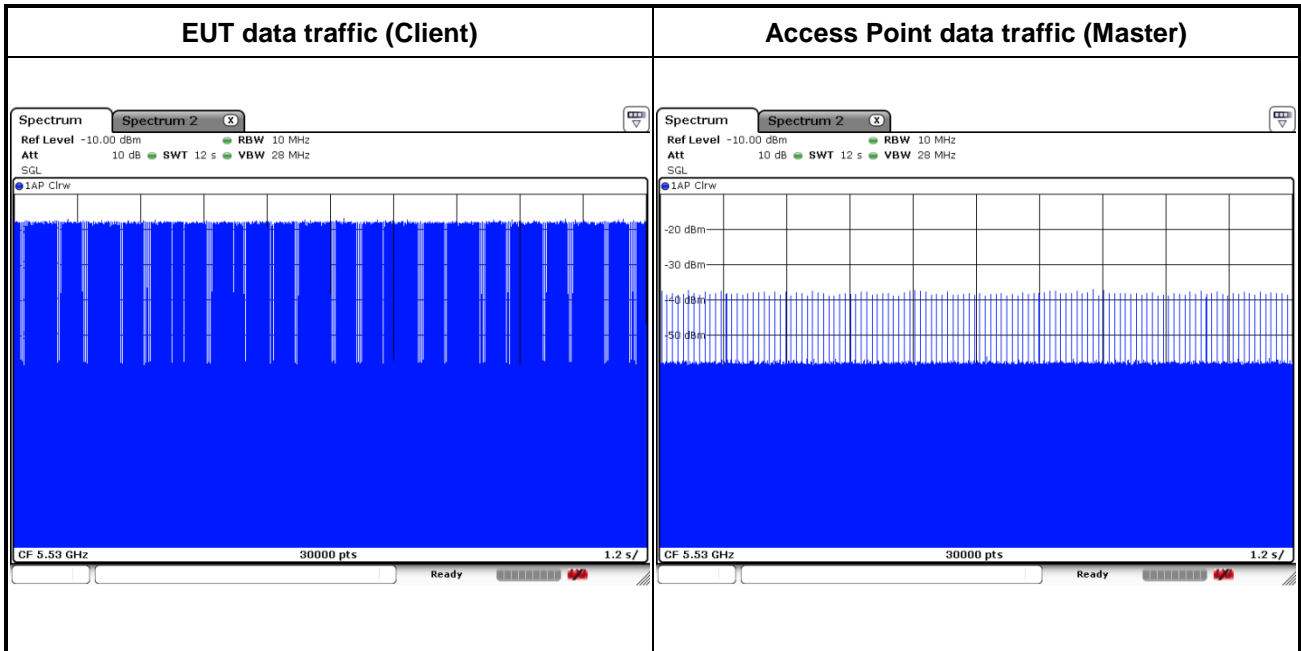 EUT data traffic (Client)
Access Point data traffic (Master)
Spectrum
Spectrum 2 X
Ref Level -10.00 dBm RBW 10 MHz
Att 10 dB SWT 12 s VBW 28 MHz
SGL
1AP Clrw
CF 5.53 GHz 30000 pts 1.2 s/
Ready
Spectrum
Spectrum 2 X
Ref Level -10.00 dBm RBW 10 MHz
Att 10 dB SWT 12 s VBW 28 MHz
SGL
1AP Clrw
-20 dBm
-30 dBm
-40 dBm
-50 dBm
CF 5.53 GHz 30000 pts 1.2 s/
Ready